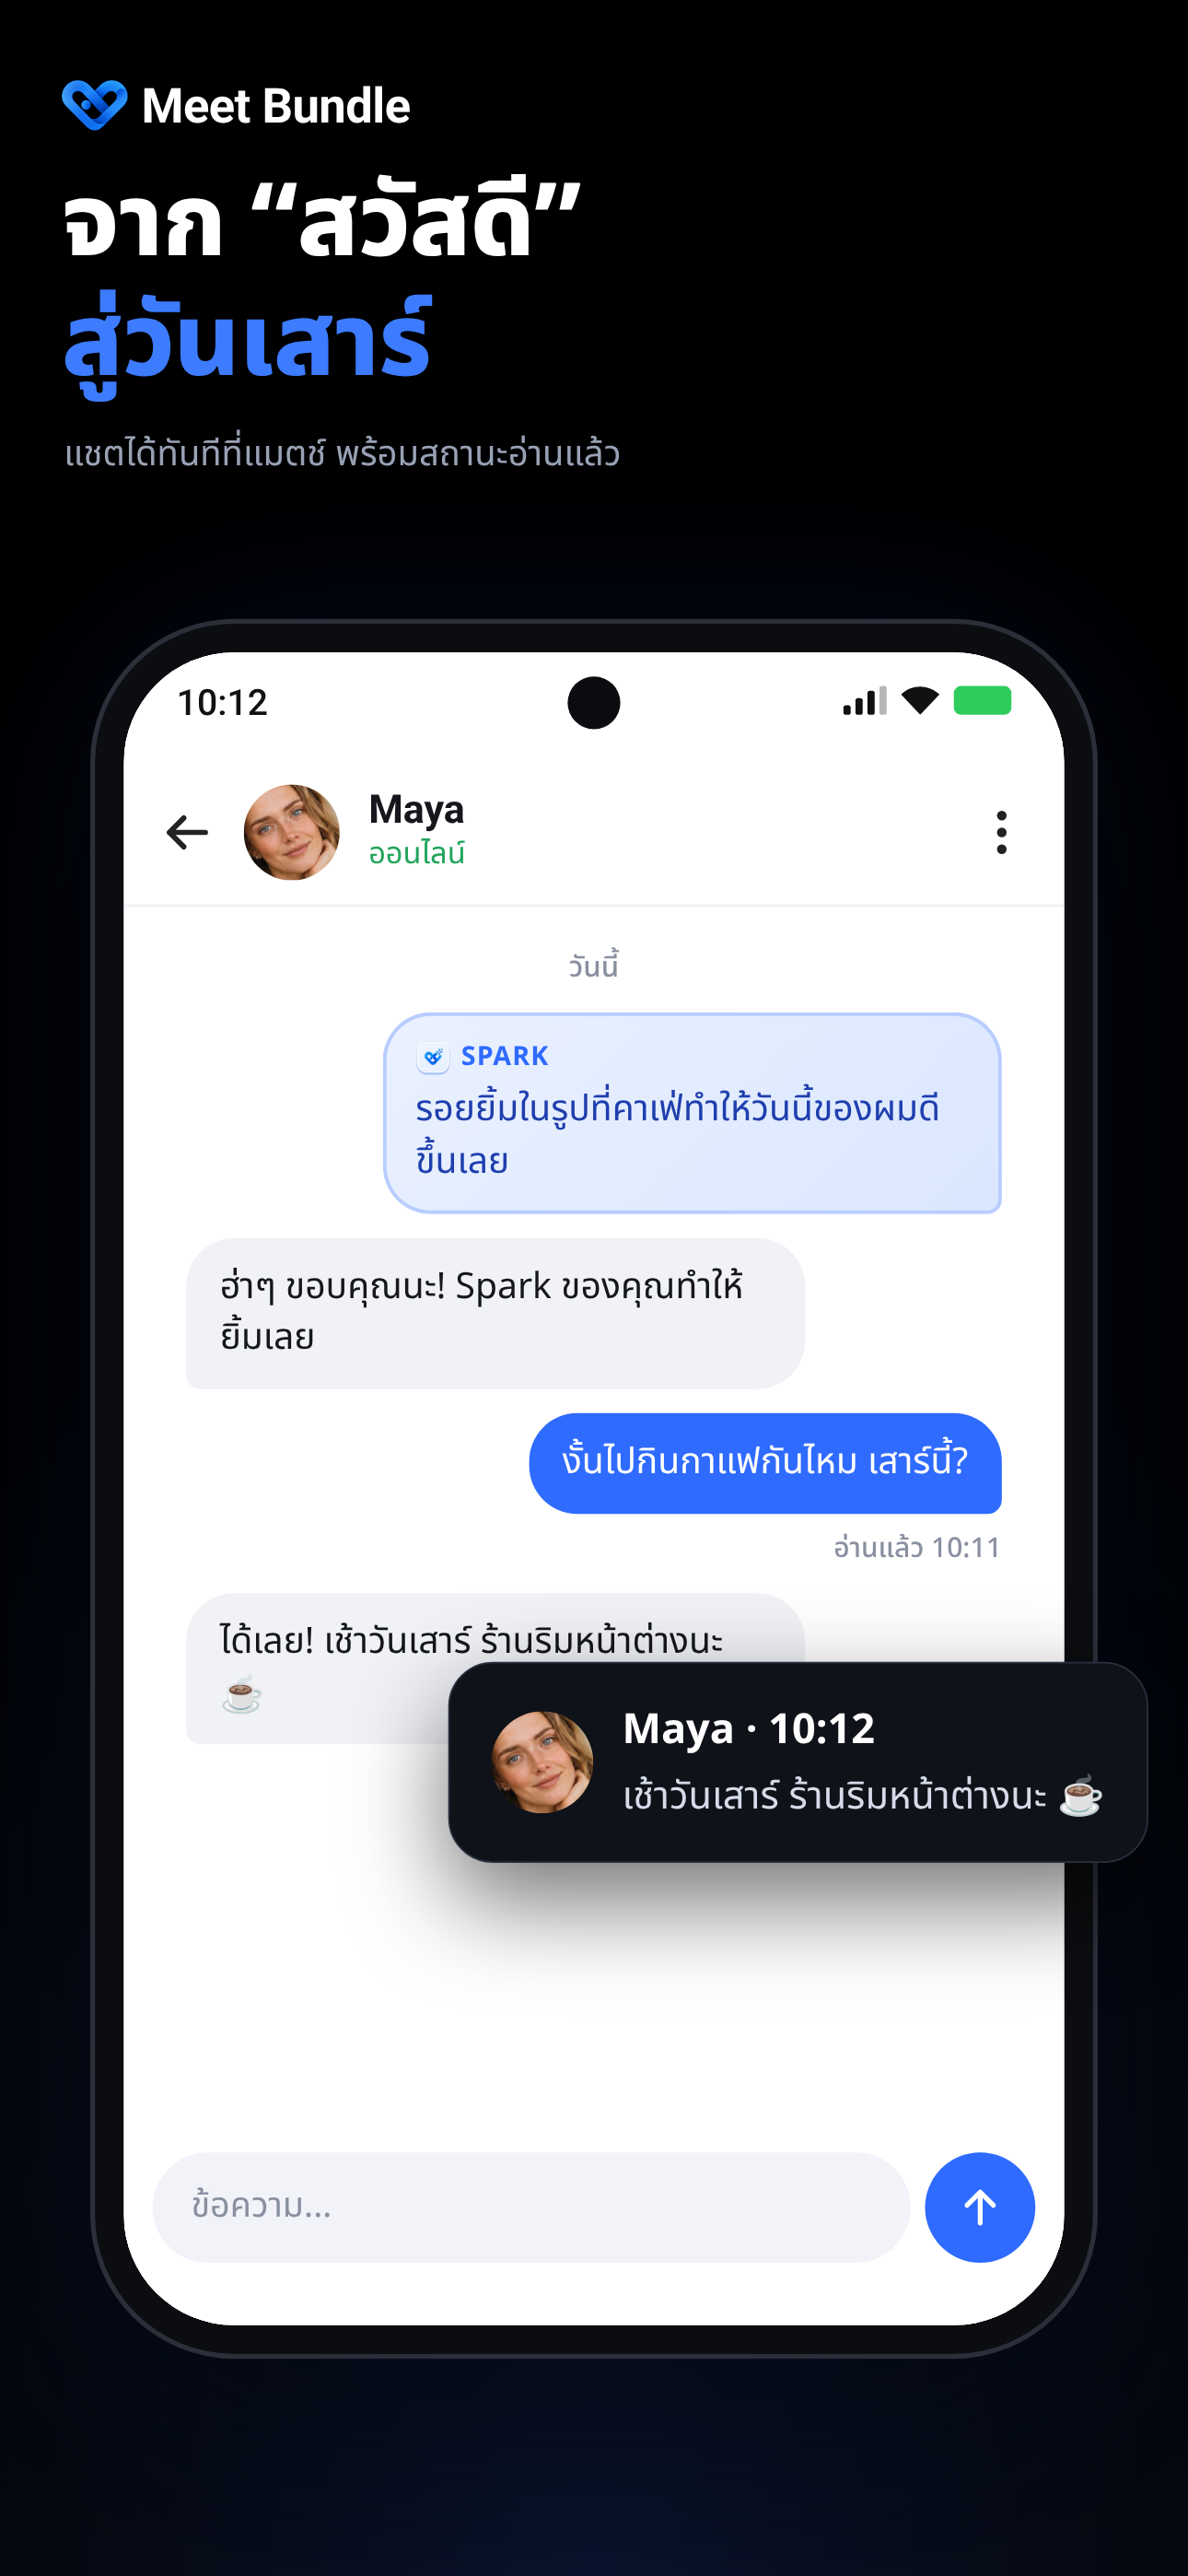 Meet Bundle
จาก “สวัสดี”
สู่วันเสาร์
แชตได้ทันทีที่แมตช์ พร้อมสถานะอ่านแล้ว
10:12
Maya
ออนไลน์
วันนี้
SPARK
รอยยิ้มในรูปที่คาเฟ่ทำให้วันนี้ของผมดี
ขึ้นเลย
ฮ่าๆ ขอบคุณนะ! Spark ของคุณทำให้
ยิ้มเลย
งั้นไปกินกาแฟกันไหม เสาร์นี้?
อ่านแล้ว 10:11
ได้เลย! เช้าวันเสาร์ ร้านริมหน้าต่างนะ
☕
Maya · 10:12
เช้าวันเสาร์ ร้านริมหน้าต่างนะ ☕
ข้อความ...